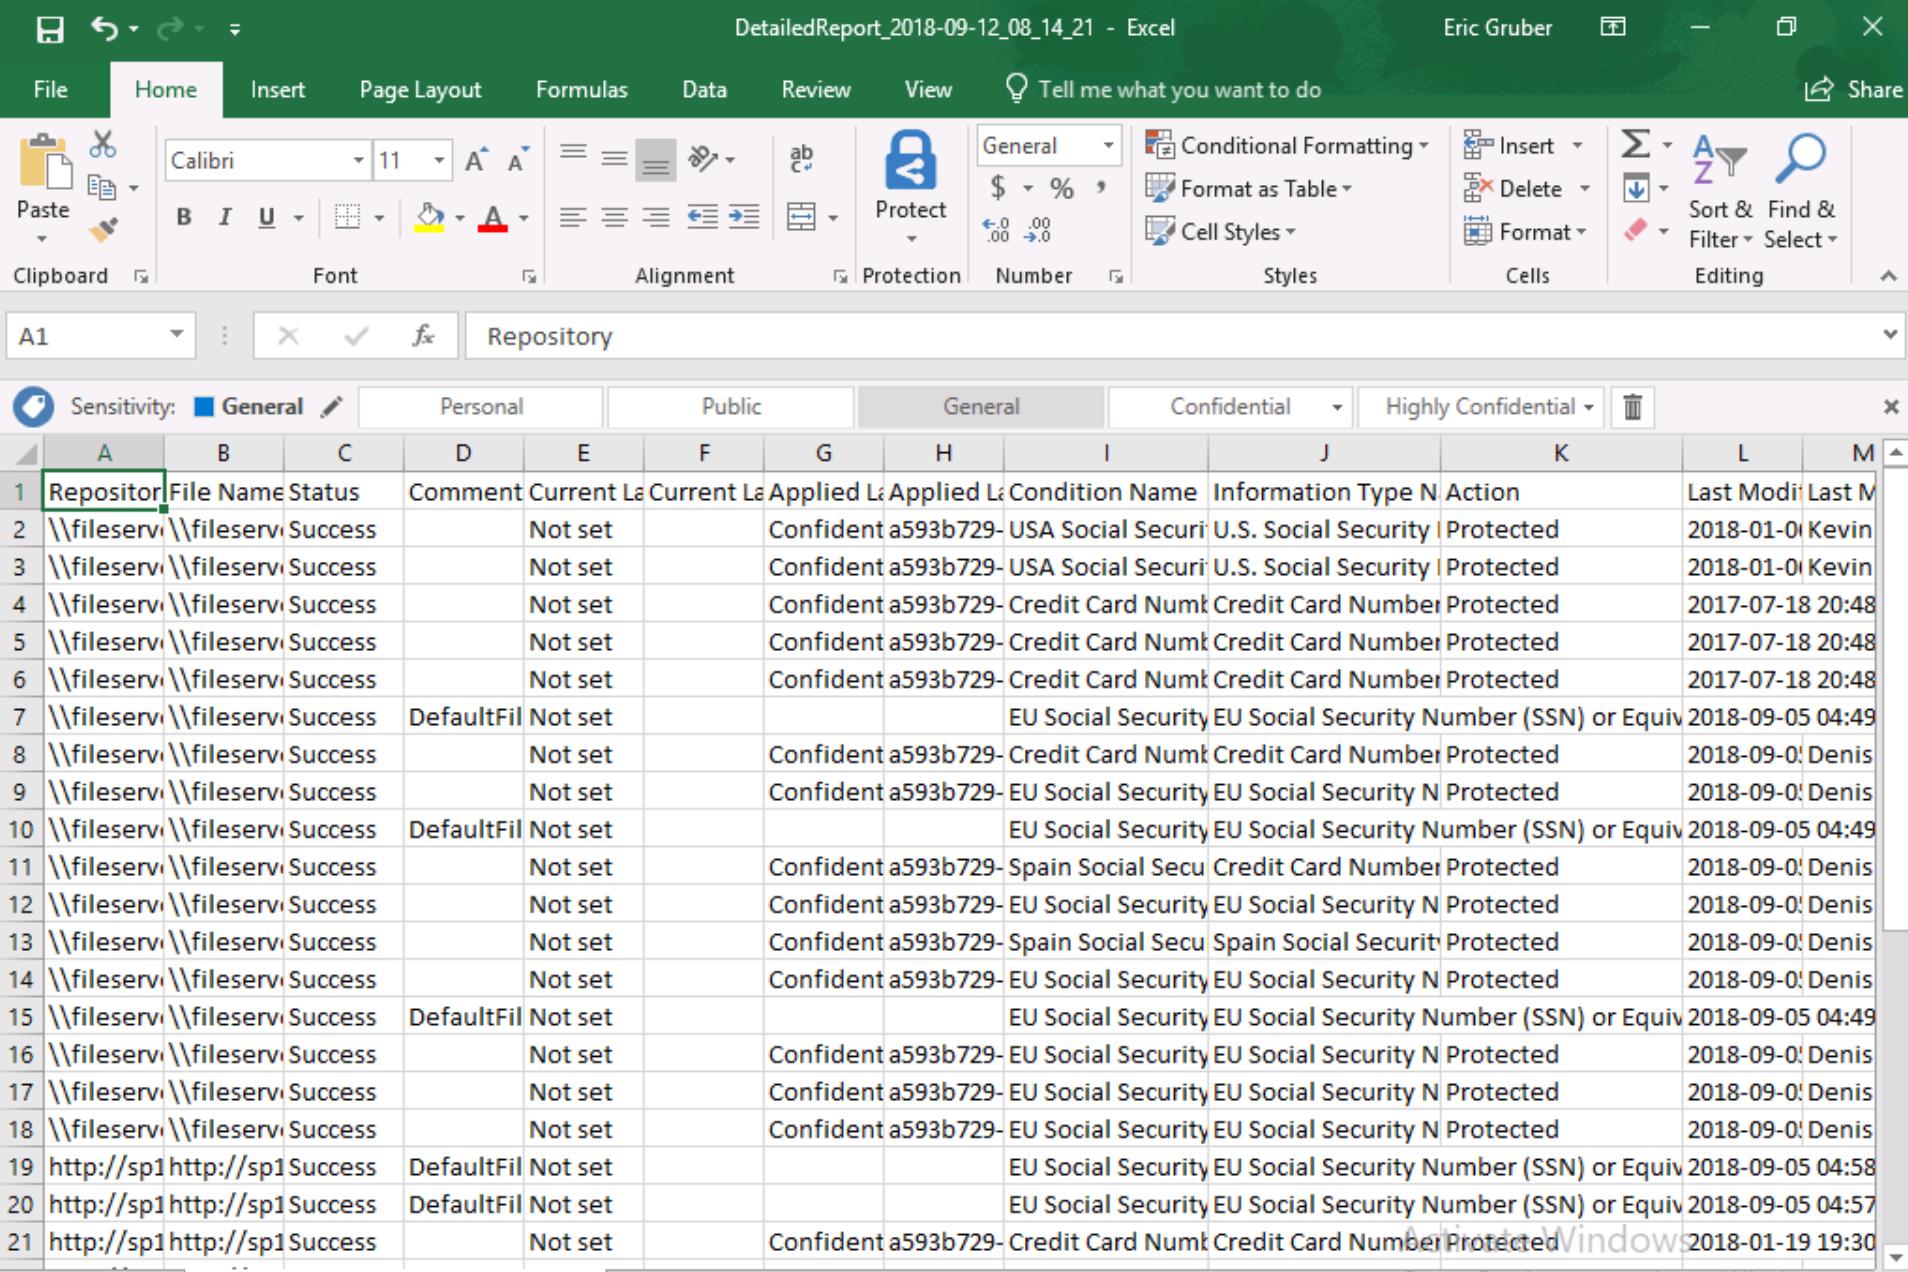 DetailedReport_2018-09-12_08_14_21 - Excel Eric Gruber
File Home Insert Page Layout Formulas Data Review View Tell me what you want to do Share
Calibri 11 General Conditional Formatting Insert
Paste $ % , Protect Format as Table Delete Sort & Filter Find & Select
B I U A Cell Styles Format
Clipboard Font Alignment Protection Number Styles Cells Editing
A1 fx Repository
Sensitivity: General Personal Public General Confidential Highly Confidential
A B C D E F G H I J K L M
1 Repositor File Name Status Comment Current La Current La Applied La Applied La Condition Name Information Type N Action Last Modif Last M
2 \\fileserv \\fileserv Success Not set Confident a593b729- USA Social Securi U.S. Social Security Protected 2018-01-0 Kevin
3 \\fileserv \\fileserv Success Not set Confident a593b729- USA Social Securi U.S. Social Security Protected 2018-01-0 Kevin
4 \\fileserv \\fileserv Success Not set Confident a593b729- Credit Card Numb Credit Card Number Protected 2017-07-18 20:48
5 \\fileserv \\fileserv Success Not set Confident a593b729- Credit Card Numb Credit Card Number Protected 2017-07-18 20:48
6 \\fileserv \\fileserv Success Not set Confident a593b729- Credit Card Numb Credit Card Number Protected 2017-07-18 20:48
7 \\fileserv \\fileserv Success DefaultFil Not set EU Social Security EU Social Security Number (SSN) or Equiv 2018-09-05 04:49
8 \\fileserv \\fileserv Success Not set Confident a593b729- Credit Card Numb Credit Card Number Protected 2018-09-0 Denis
9 \\fileserv \\fileserv Success Not set Confident a593b729- EU Social Security EU Social Security N Protected 2018-09-0 Denis
10 \\fileserv \\fileserv Success DefaultFil Not set EU Social Security EU Social Security Number (SSN) or Equiv 2018-09-05 04:49
11 \\fileserv \\fileserv Success Not set Confident a593b729- Spain Social Secu Credit Card Number Protected 2018-09-0 Denis
12 \\fileserv \\fileserv Success Not set Confident a593b729- EU Social Security EU Social Security N Protected 2018-09-0 Denis
13 \\fileserv \\fileserv Success Not set Confident a593b729- Spain Social Secu Spain Social Securit Protected 2018-09-0 Denis
14 \\fileserv \\fileserv Success Not set Confident a593b729- EU Social Security EU Social Security N Protected 2018-09-0 Denis
15 \\fileserv \\fileserv Success DefaultFil Not set EU Social Security EU Social Security Number (SSN) or Equiv 2018-09-05 04:49
16 \\fileserv \\fileserv Success Not set Confident a593b729- EU Social Security EU Social Security N Protected 2018-09-0 Denis
17 \\fileserv \\fileserv Success Not set Confident a593b729- EU Social Security EU Social Security N Protected 2018-09-0 Denis
18 \\fileserv \\fileserv Success Not set Confident a593b729- EU Social Security EU Social Security N Protected 2018-09-0 Denis
19 http://sp1 http://sp1 Success DefaultFil Not set EU Social Security EU Social Security Number (SSN) or Equiv 2018-09-05 04:58
20 http://sp1 http://sp1 Success DefaultFil Not set EU Social Security EU Social Security Number (SSN) or Equiv 2018-09-05 04:57
21 http://sp1 http://sp1 Success Not set Confident a593b729- Credit Card Numb Credit Card Number Protected 2018-01-19 19:30
Activate Windows